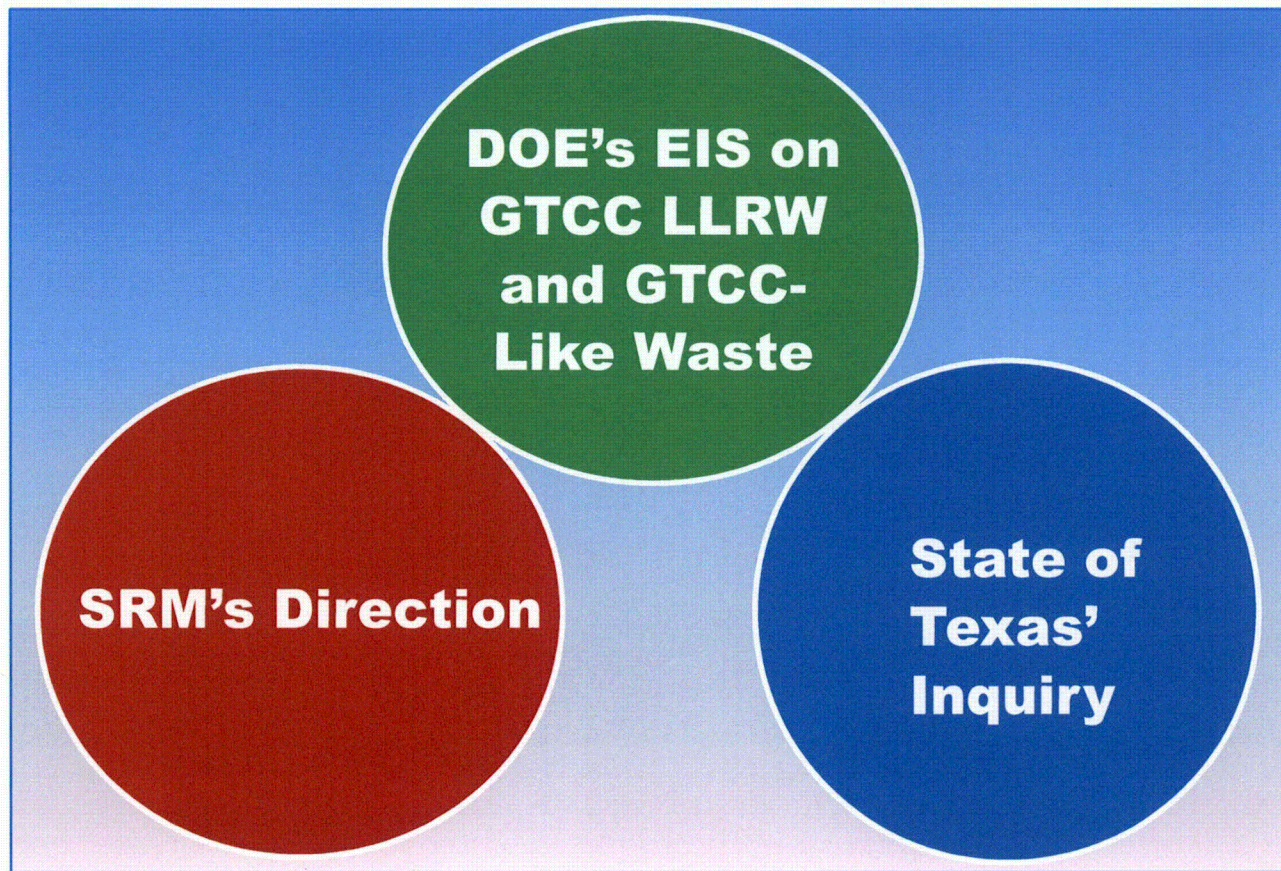 DOE’s EIS on
GTCC LLRW
and GTCC-
Like Waste
SRM’s Direction
State of
Texas’
Inquiry